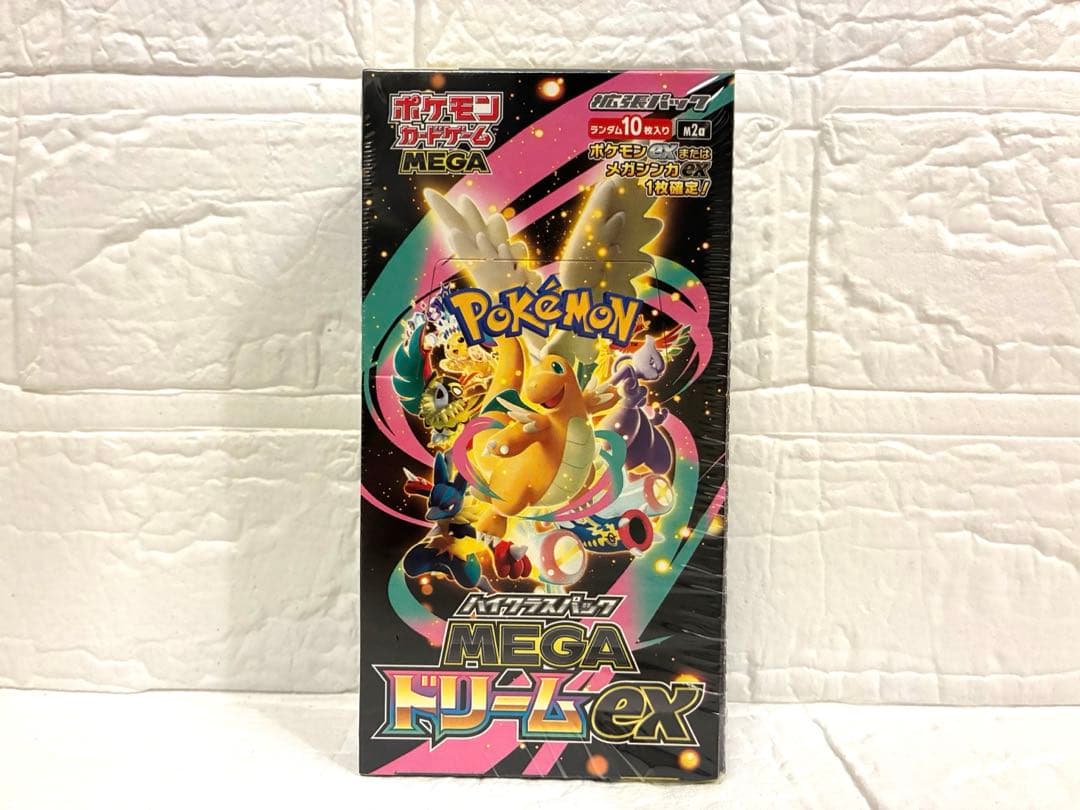 ポケモン
カードゲーム
MEGA
拡張パック
ランダム10枚入り
M2a
ポケモンexまたは
メガシンカex
1枚確定!
POKÉMON
ハイクラスパック
MEGA
ドリームex